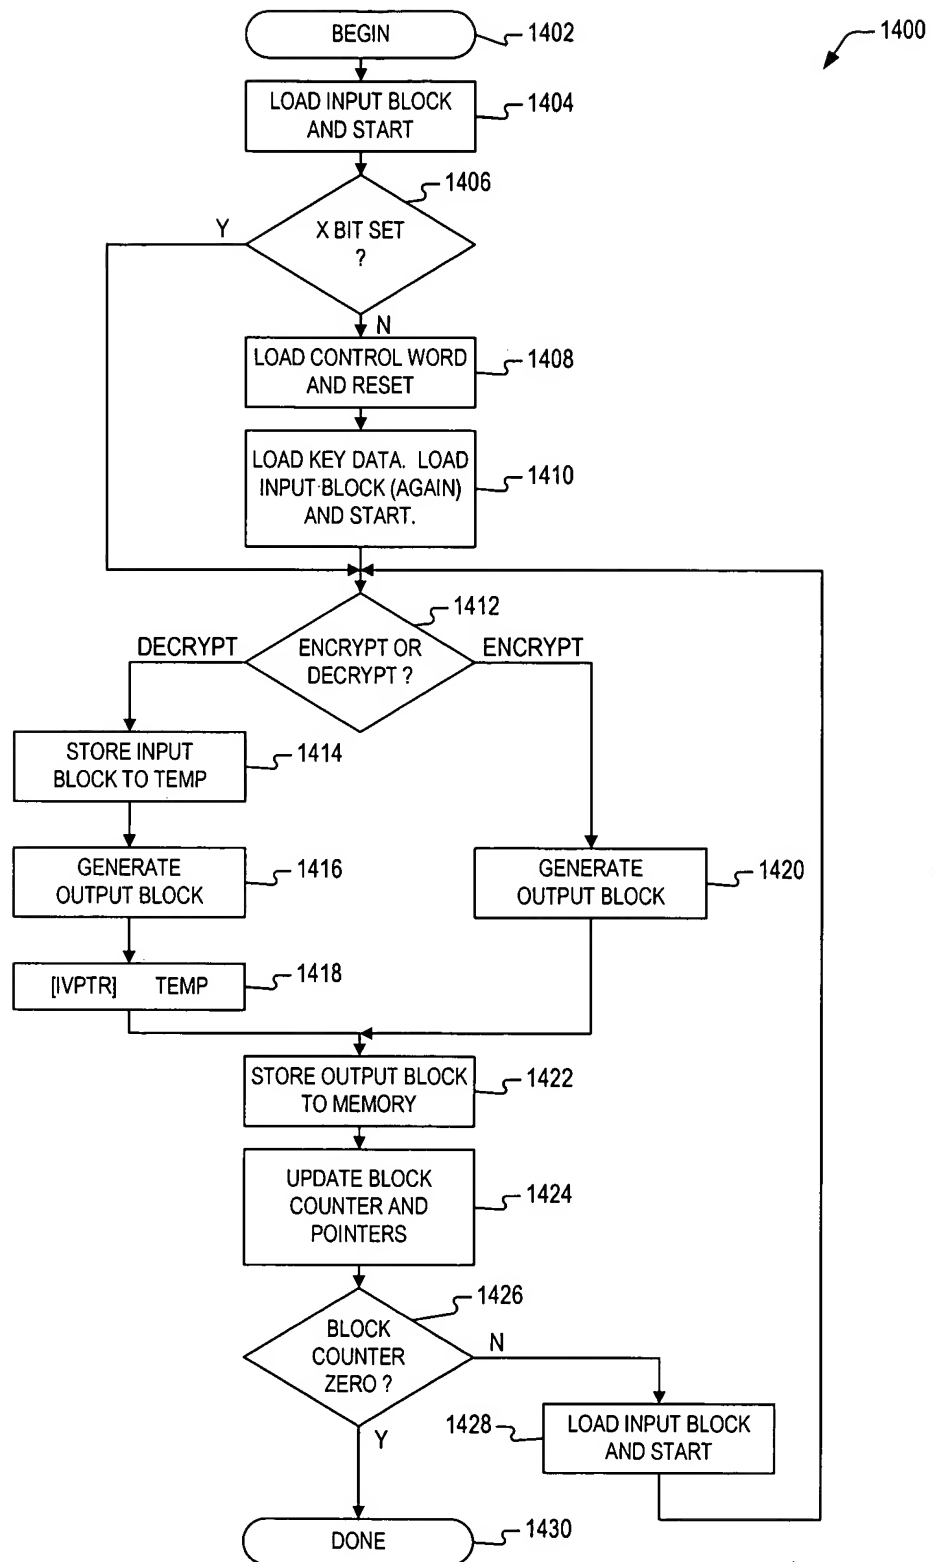 BEGIN
1402
1400
LOAD INPUT BLOCK
AND START
1404
1406
X BIT SET
?
Y
N
LOAD CONTROL WORD
AND RESET
1408
LOAD KEY DATA. LOAD
INPUT BLOCK (AGAIN)
AND START.
1410
1412
ENCRYPT OR
DECRYPT ?
DECRYPT
ENCRYPT
STORE INPUT
BLOCK TO TEMP
1414
GENERATE
OUTPUT BLOCK
1416
GENERATE
OUTPUT BLOCK
1420
[IVPTR] TEMP
1418
STORE OUTPUT BLOCK
TO MEMORY
1422
UPDATE BLOCK
COUNTER AND
POINTERS
1424
1426
BLOCK
COUNTER
ZERO ?
N
Y
1428
LOAD INPUT BLOCK
AND START
DONE
1430